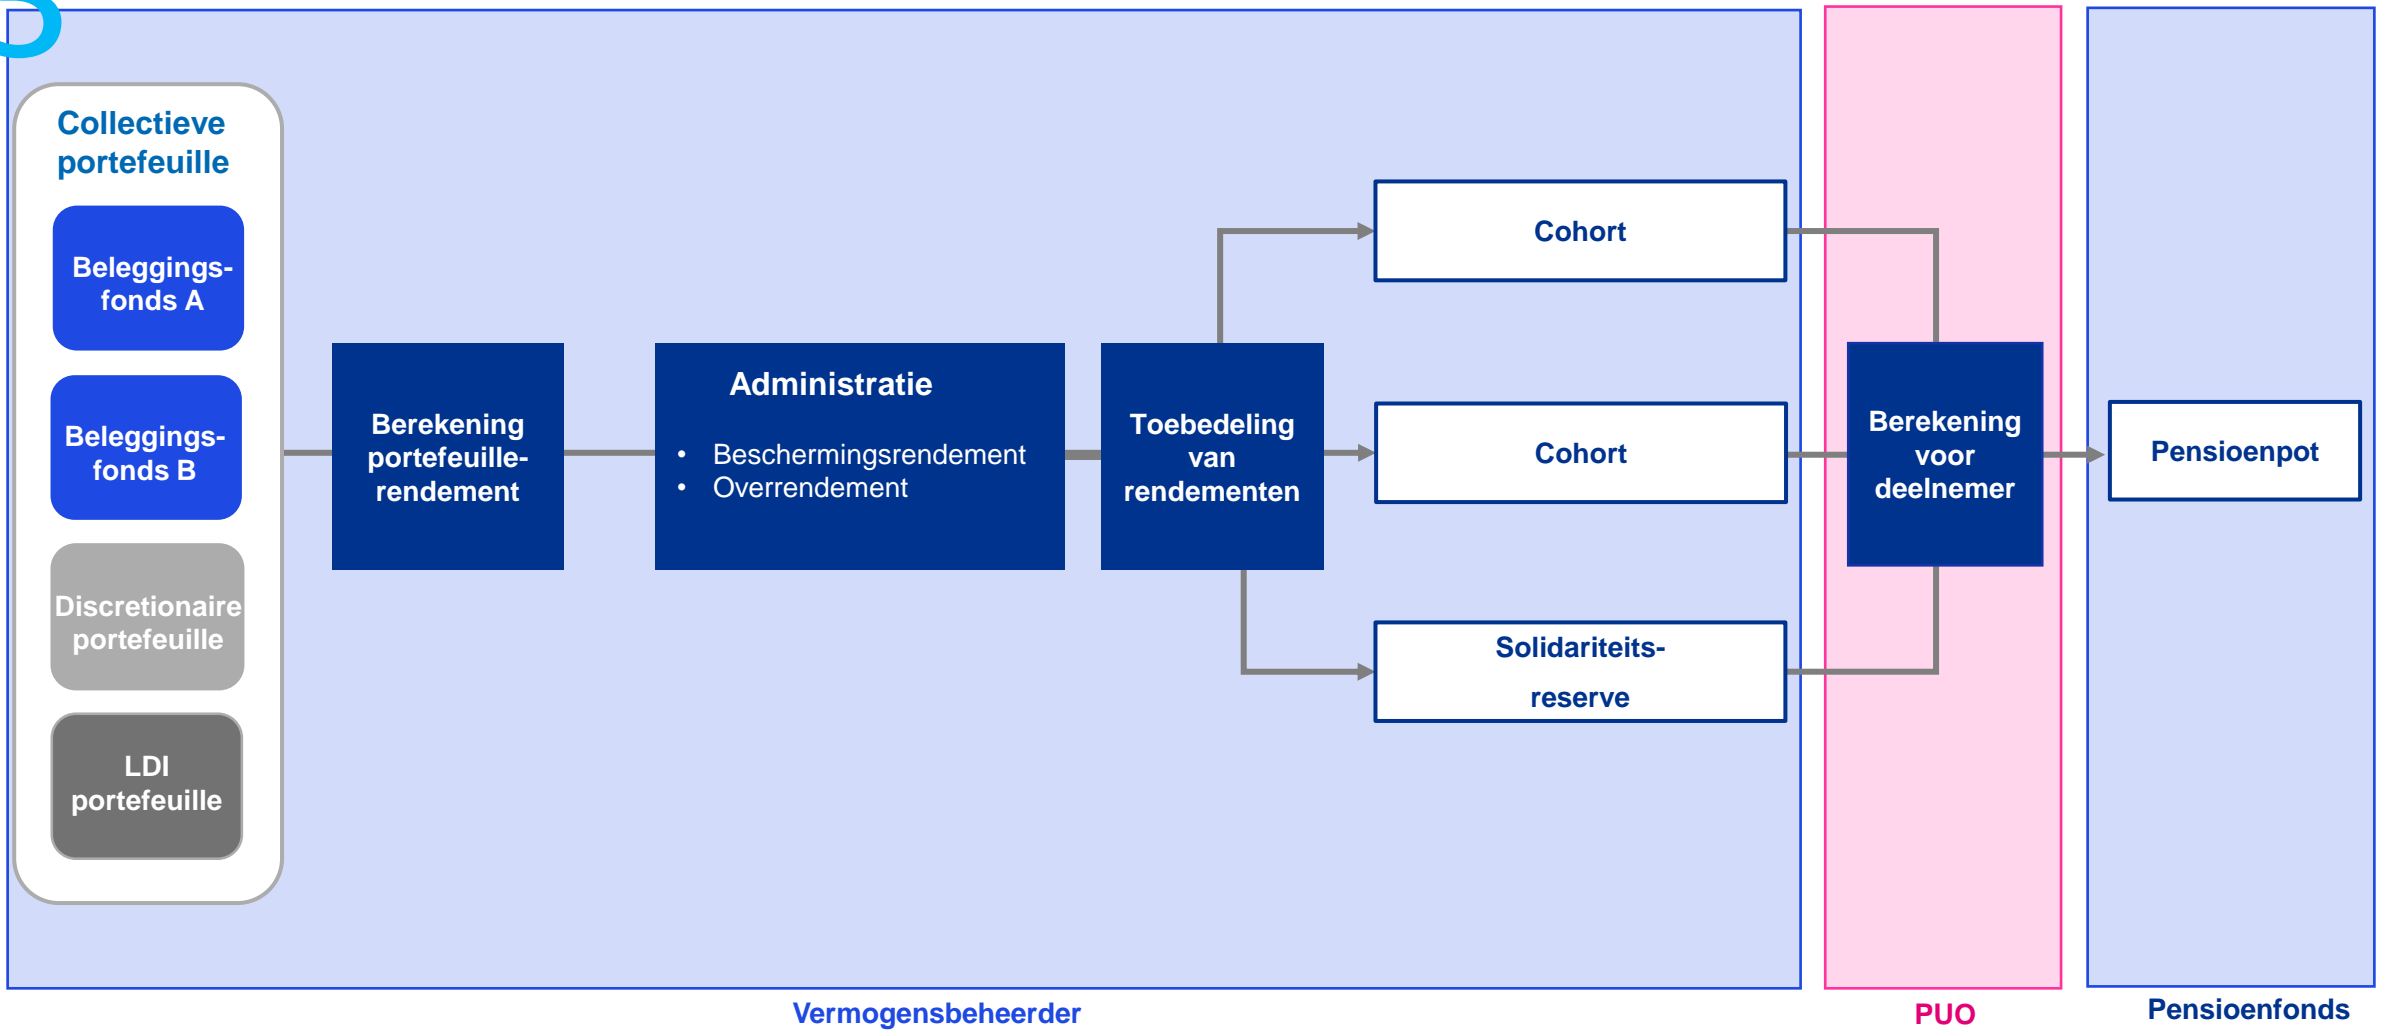 Collectieve
portefeuille
Beleggings-
fonds A
Beleggings-
fonds B
Discretionaire
portefeuille
LDI
portefeuille
Berekening
portefeuille-
rendement
Administratie
• Beschermingsrendement
• Overrendement
Toebedeling
van
rendementen
Cohort
Cohort
Solidariteits-
reserve
Berekening
voor
deelnemer
Pensioenpot
Vermogensbeheerder
PUO
Pensioenfonds